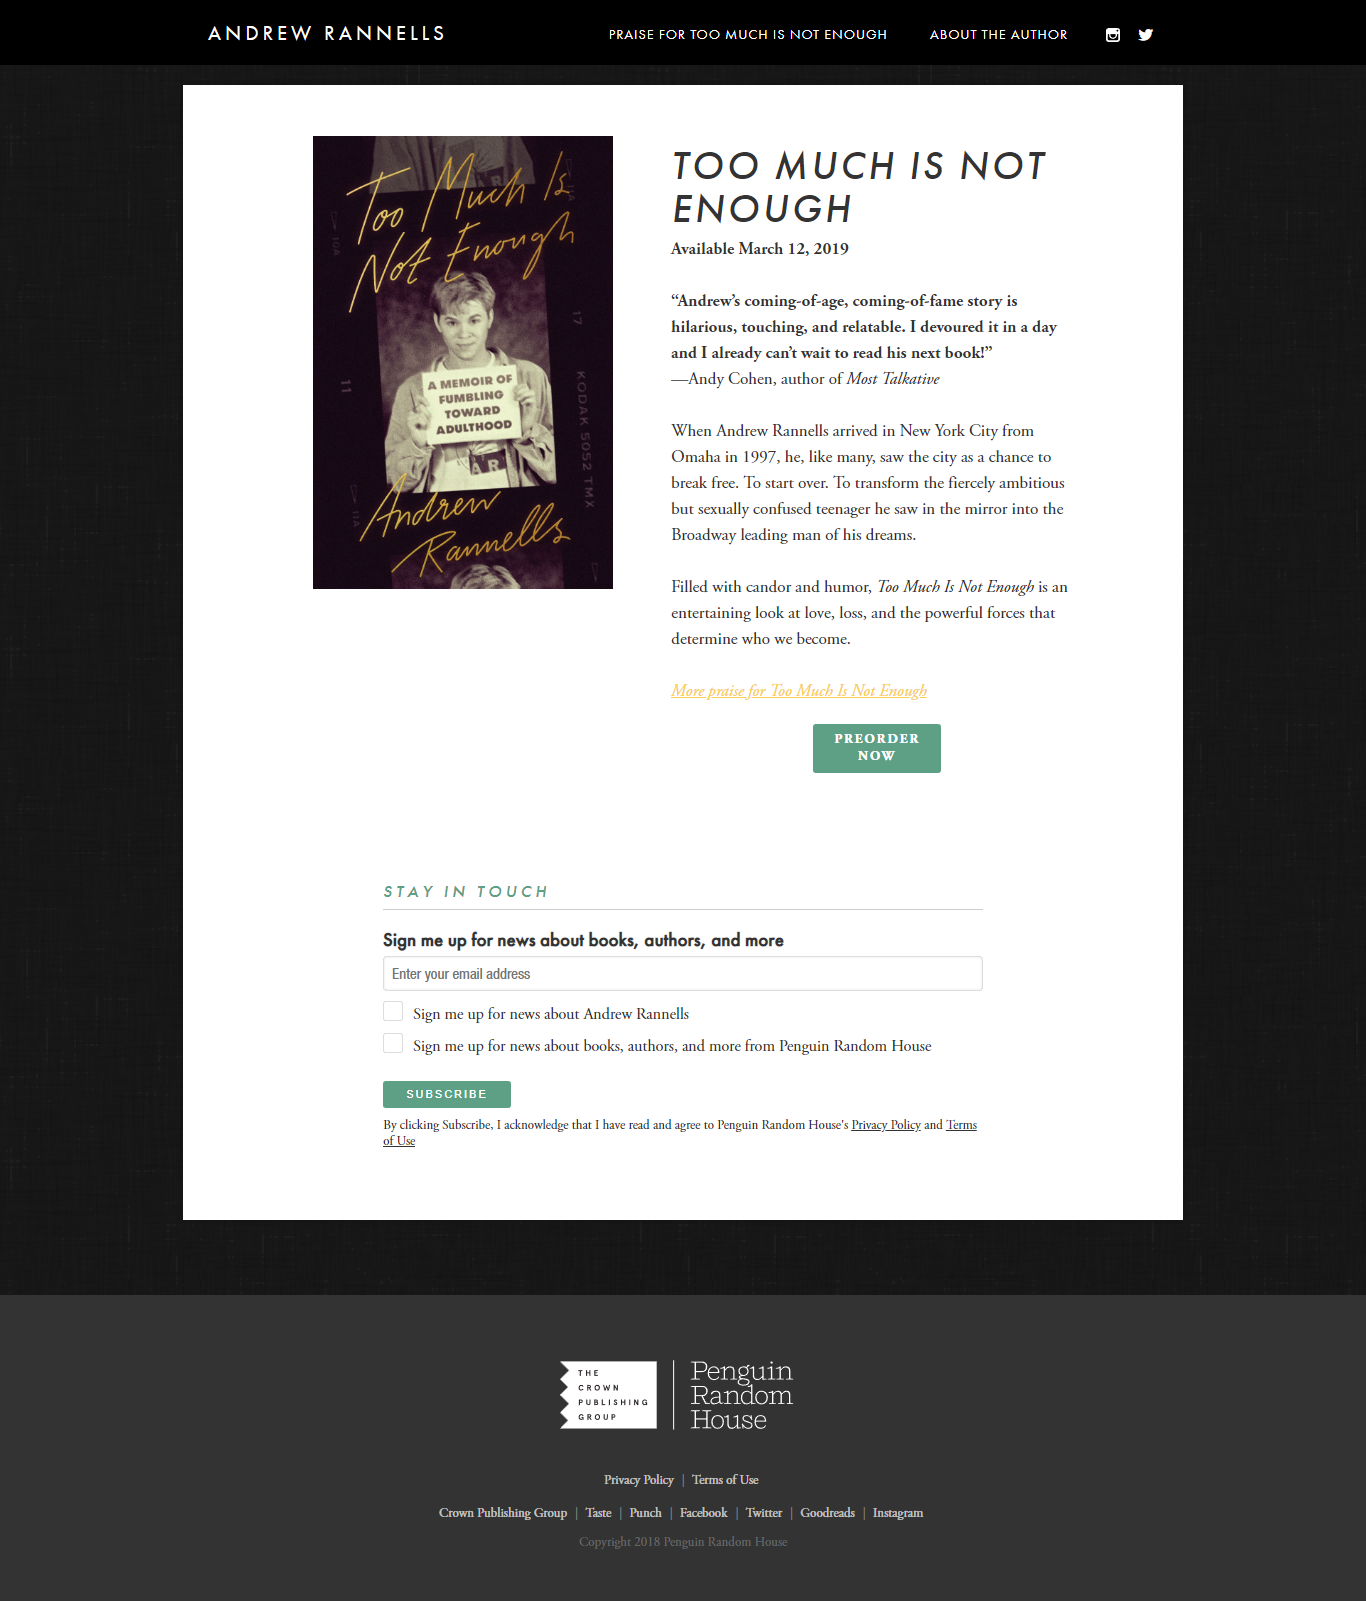 ANDREW RANNELLS
PRAISE FOR TOO MUCH IS NOT ENOUGH
ABOUT THE AUTHOR
Too Much Is
Not Enough
11A
10A
17
11
KODAK 5052 TMX
A MEMOIR OF
FUMBLING
TOWARD
ADULTHOOD
AR
11A
Andrew
Rannells
TOO MUCH IS NOT
ENOUGH
Available March 12, 2019
“Andrew’s coming-of-age, coming-of-fame story is
hilarious, touching, and relatable. I devoured it in a day
and I already can’t wait to read his next book!”
—Andy Cohen, author of Most Talkative
When Andrew Rannells arrived in New York City from
Omaha in 1997, he, like many, saw the city as a chance to
break free. To start over. To transform the fiercely ambitious
but sexually confused teenager he saw in the mirror into the
Broadway leading man of his dreams.
Filled with candor and humor, Too Much Is Not Enough is an
entertaining look at love, loss, and the powerful forces that
determine who we become.
More praise for Too Much Is Not Enough
PREORDER
NOW
STAY IN TOUCH
Sign me up for news about books, authors, and more
Enter your email address
Sign me up for news about Andrew Rannells
Sign me up for news about books, authors, and more from Penguin Random House
SUBSCRIBE
By clicking Subscribe, I acknowledge that I have read and agree to Penguin Random House's Privacy Policy and Terms
of Use
THE
CROWN
PUBLISHING
GROUP
Penguin
Random
House
Privacy Policy | Terms of Use
Crown Publishing Group | Taste | Punch | Facebook | Twitter | Goodreads | Instagram
Copyright 2018 Penguin Random House